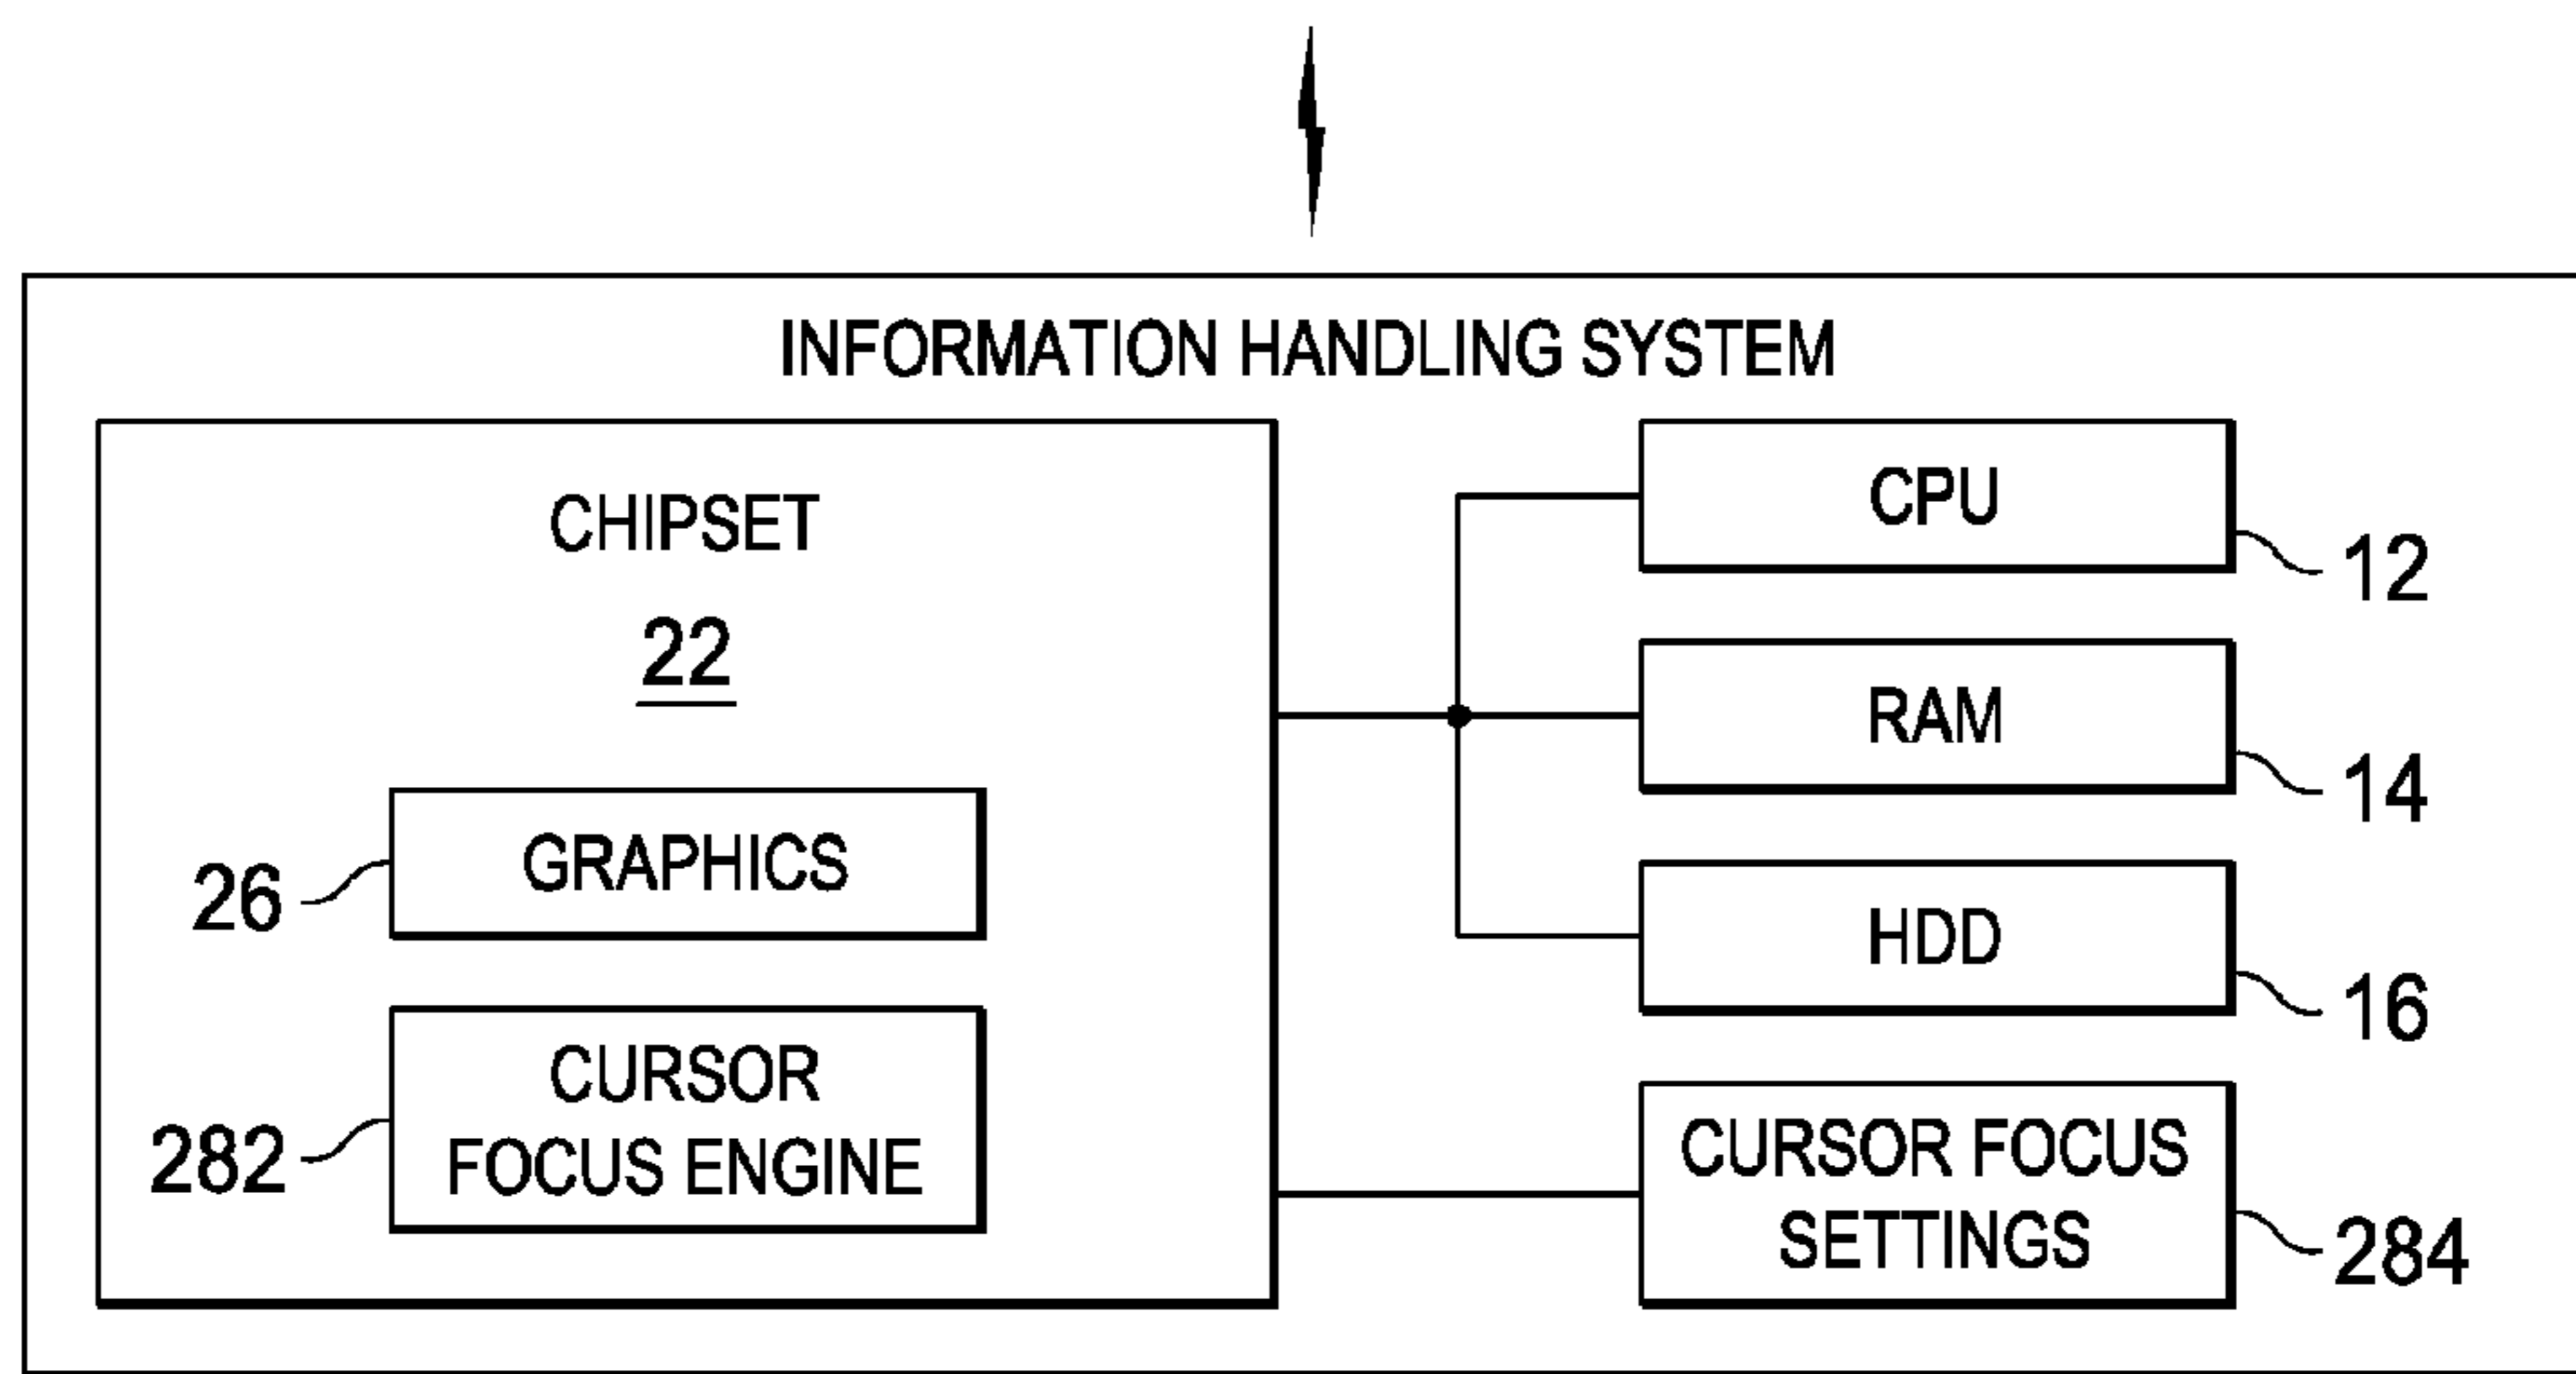 INFORMATION HANDLING SYSTEM
CHIPSET
22
GRAPHICS
26
CURSOR
FOCUS ENGINE
282
CPU
12
RAM
14
HDD
16
CURSOR FOCUS
SETTINGS
284